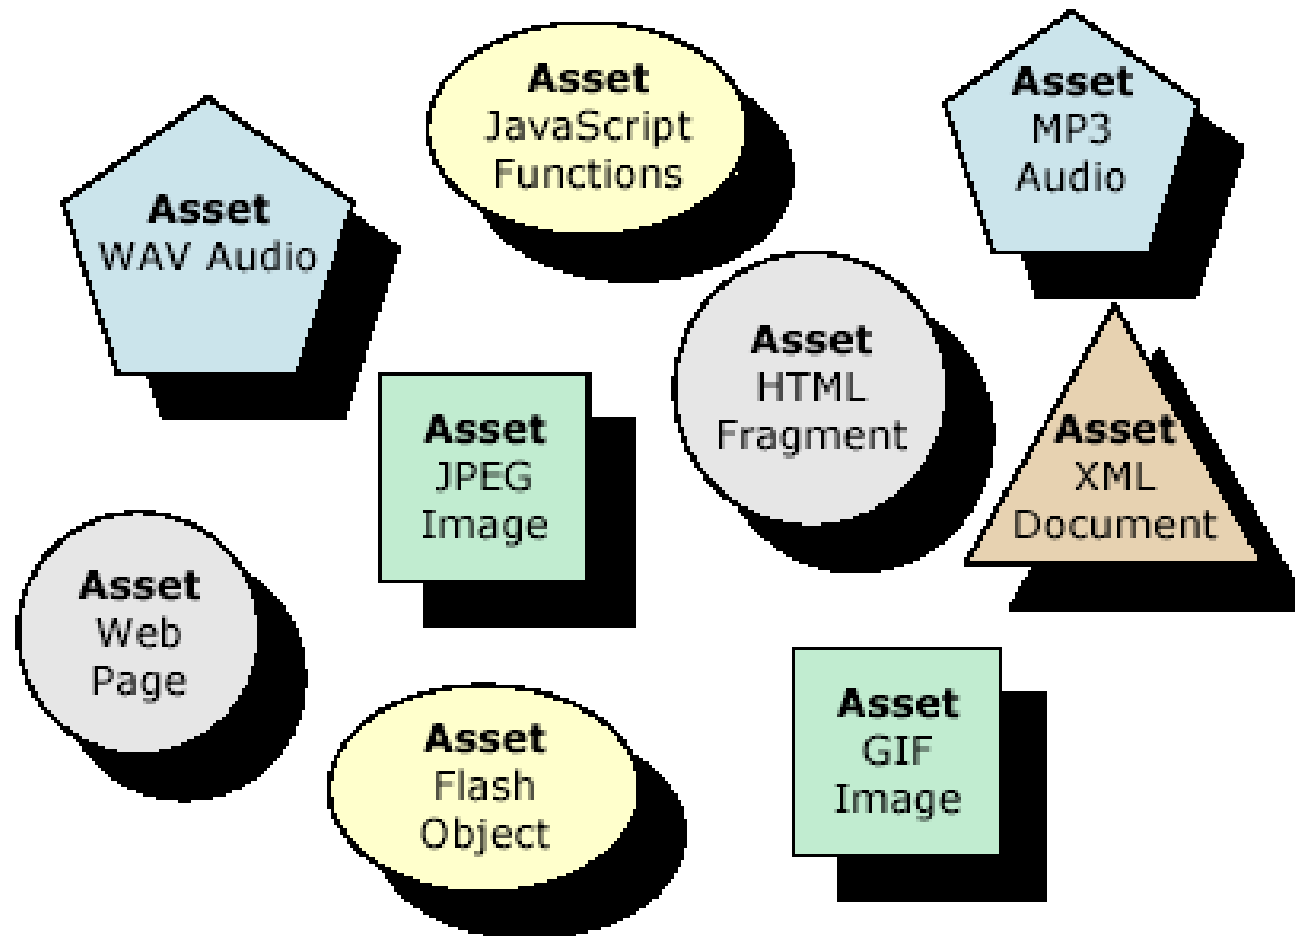 Asset
JavaScript
Functions
Asset
MP3
Audio
Asset
WAV Audio
Asset
HTML
Fragment
Asset
JPEG
Image
Asset
XML
Document
Asset
Web
Page
Asset
Flash
Object
Asset
GIF
Image